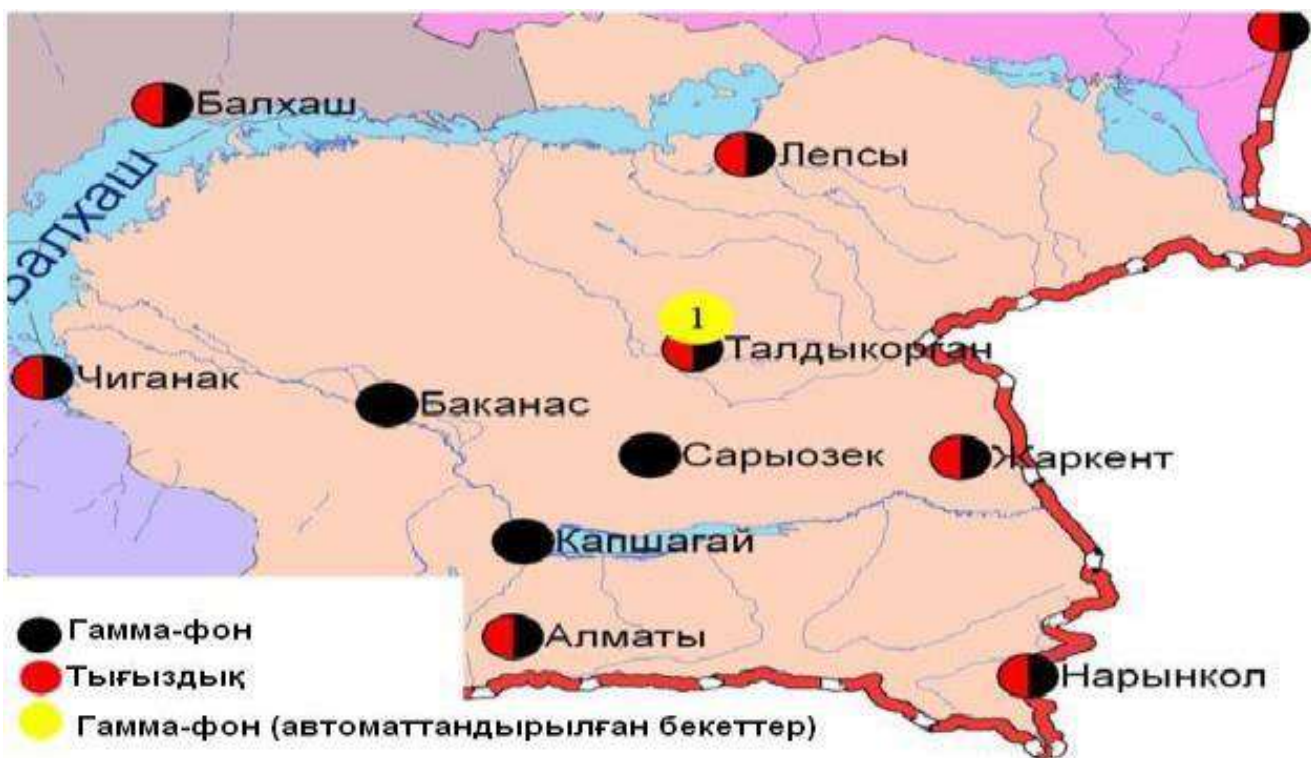 Балхаш
Лепсы
Балхаш
1
Талдыкорган
Чиганак
Баканас
Сарыозек
Жаркент
Капшагай
Алматы
Нарынкол
Гамма-фон
Тығыздық
Гамма-фон (автоматтандырылған бекеттер)